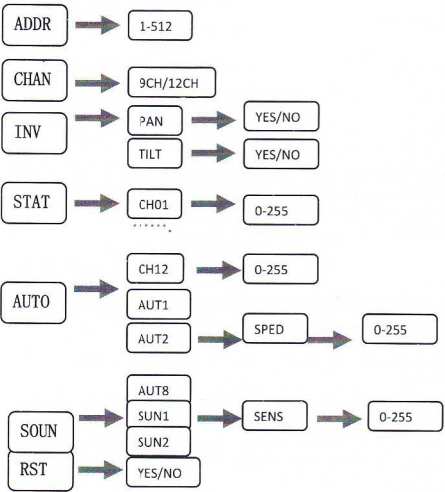 ADDR 1-512
CHAN 9CH/12CH
INV PAN YES/NO
TILT YES/NO
STAT CH01 0-255
......
CH12 0-255
AUTO AUT1
AUT2 SPED 0-255
AUT8
SOUN SUN1 SENS 0-255
SUN2
RST YES/NO